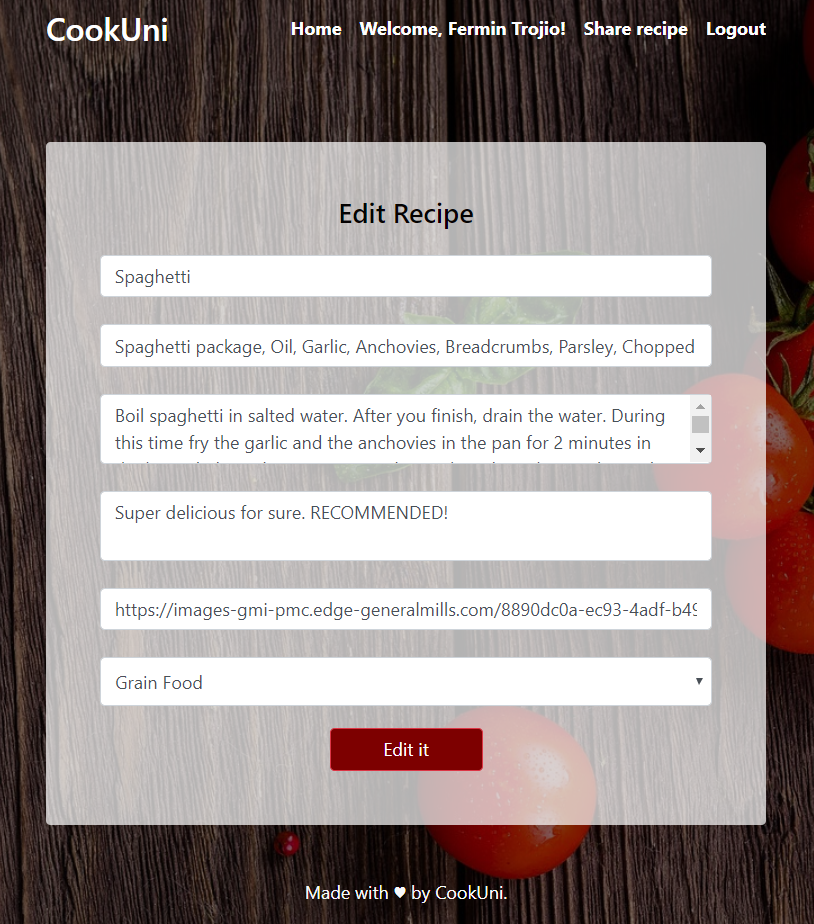 CookUni
Home Welcome, Fermin Trojio! Share recipe Logout
Edit Recipe
Spaghetti
Spaghetti package, Oil, Garlic, Anchovies, Breadcrumbs, Parsley, Chopped
Boil spaghetti in salted water. After you finish, drain the water. During
this time fry the garlic and the anchovies in the pan for 2 minutes in
Super delicious for sure. RECOMMENDED!
https://images-gmi-pmc.edge-generalmills.com/8890dc0a-ec93-4adf-b49
Grain Food
Edit it
Made with ♥ by CookUni.